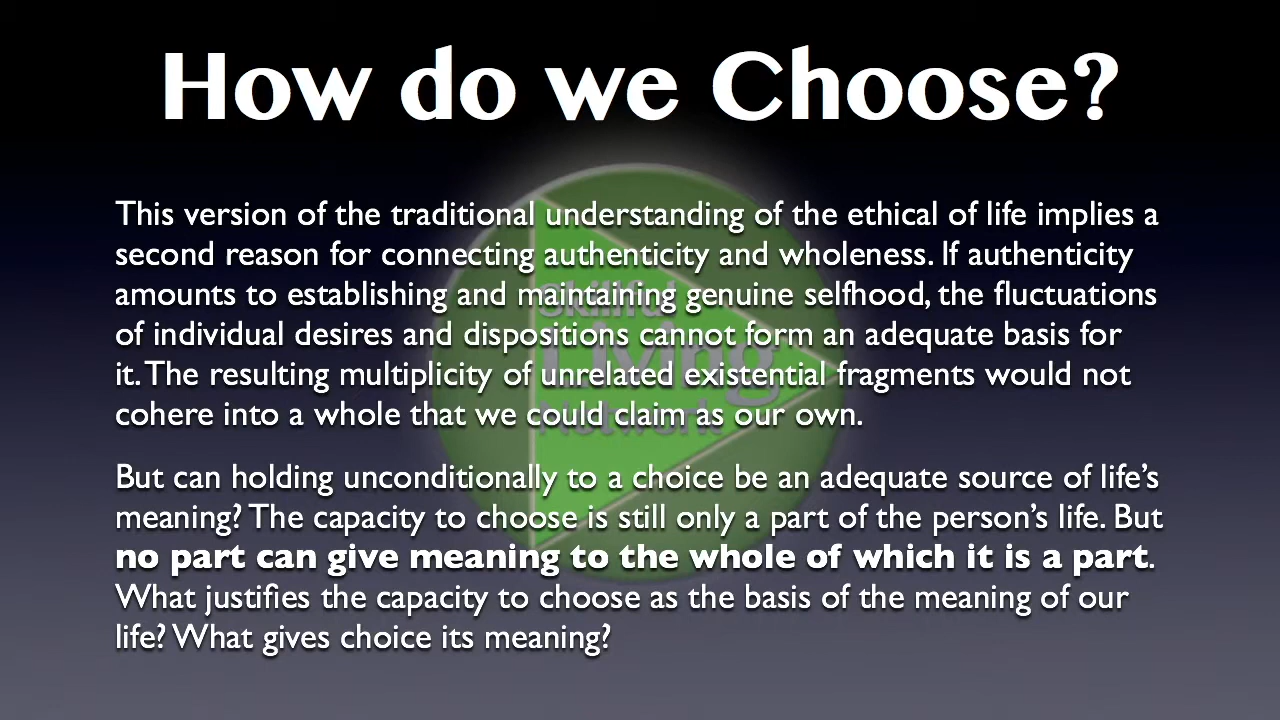 How do we Choose?
This version of the traditional understanding of the ethical of life implies a
second reason for connecting authenticity and wholeness. If authenticity
amounts to establishing and maintaining genuine selfhood, the fluctuations
of individual desires and dispositions cannot form an adequate basis for
it. The resulting multiplicity of unrelated existential fragments would not
cohere into a whole that we could claim as our own.
But can holding unconditionally to a choice be an adequate source of life’s
meaning? The capacity to choose is still only a part of the person’s life. But
no part can give meaning to the whole of which it is a part.
What justifies the capacity to choose as the basis of the meaning of our
life? What gives choice its meaning?
Skillful
Living
Network